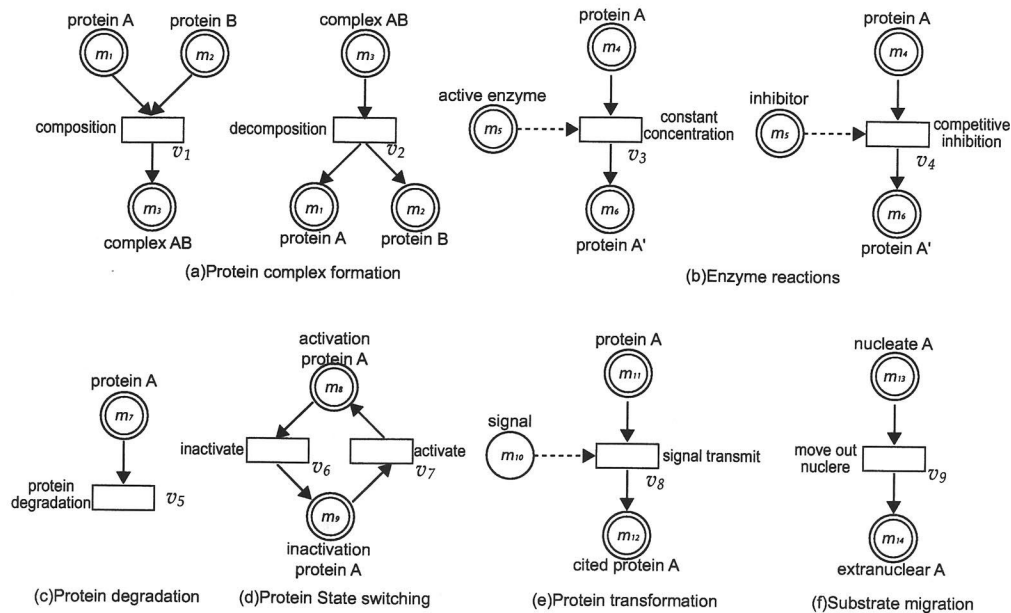 protein A
protein B
m1
m2
composition
v1
m3
complex AB
complex AB
m3
decomposition
v2
m1
m2
protein A
protein B
(a)Protein complex formation
protein A
m4
active enzyme
m5
constant
concentration
v3
m6
protein A'
protein A
m4
inhibitor
m5
competitive
inhibition
v4
m6
protein A'
(b)Enzyme reactions
protein A
m7
protein
degradation
v5
(c)Protein degradation
activation
protein A
m8
inactivate
v6
activate
v7
m9
inactivation
protein A
(d)Protein State switching
protein A
m11
signal
m10
signal transmit
v8
m12
cited protein A
(e)Protein transformation
nucleate A
m13
move out
nuclere
v9
m14
extranuclear A
(f)Substrate migration